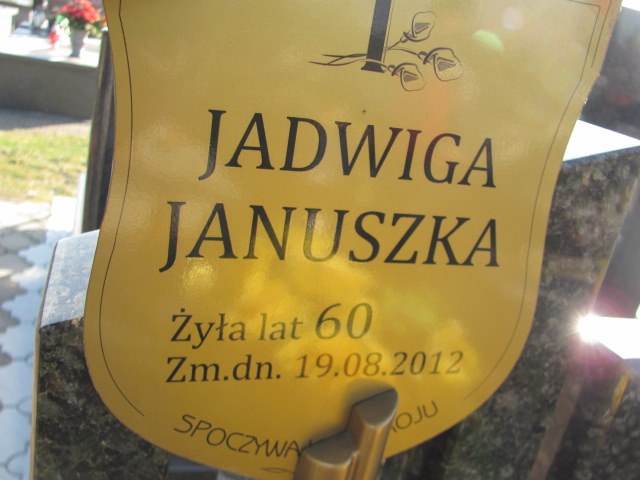 JADWIGA
JANUSZKA
Żyła lat 60
Zm.dn. 19.08.2012